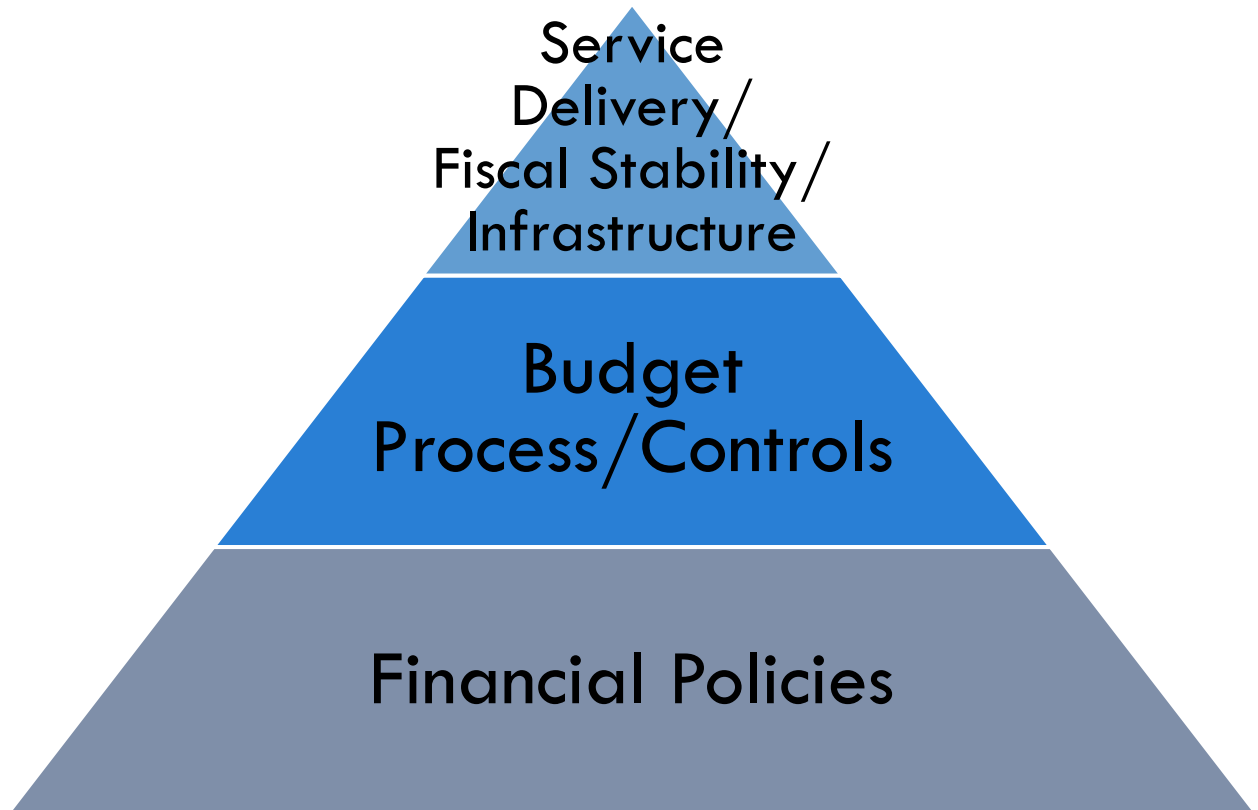 Service
Delivery/
Fiscal Stability/
Infrastructure
Budget
Process/Controls
Financial Policies